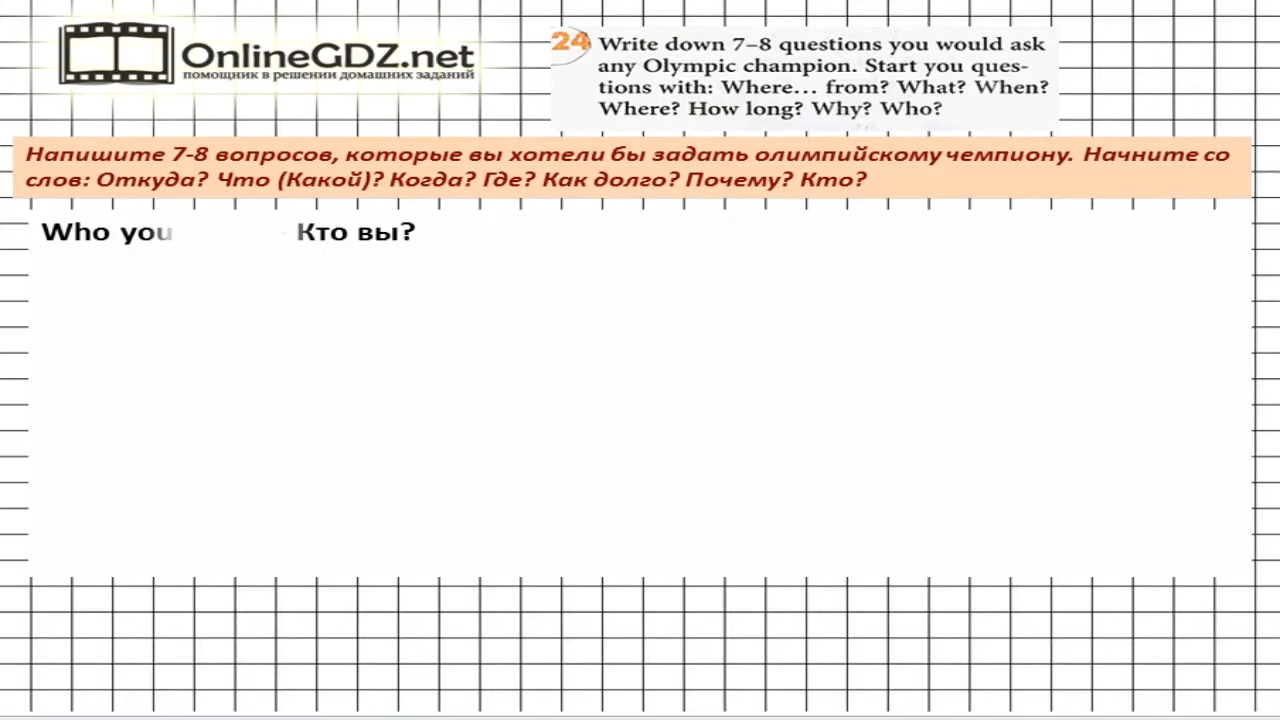 OnlineGDZ.net
помощник в решении домашних заданий
24 Write down 7–8 questions you would ask
any Olympic champion. Start you ques-
tions with: Where... from? What? When?
Where? How long? Why? Who?
Напишите 7-8 вопросов, которые вы хотели бы задать олимпийскому чемпиону. Начните со
слов: Откуда? Что (Какой)? Когда? Где? Как долго? Почему? Кто?
Who you Кто вы?